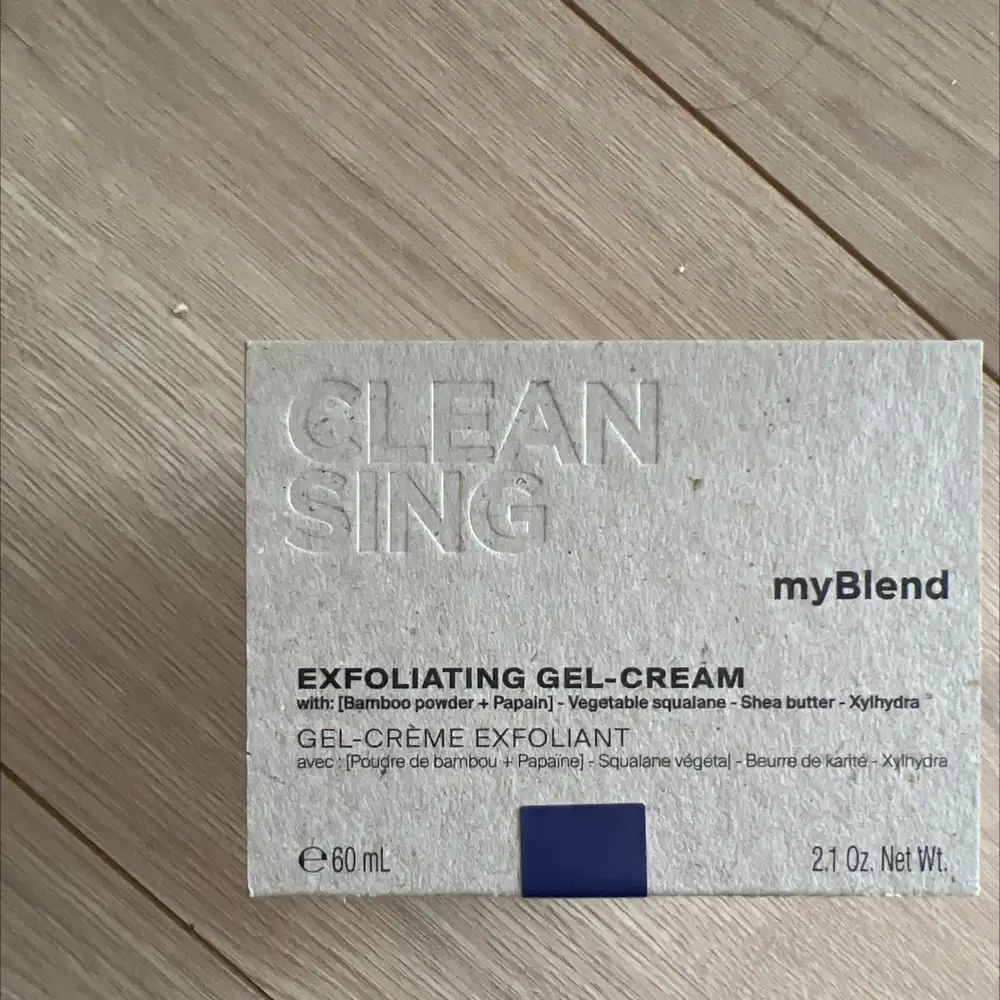 CLEAN
SING
myBlend
EXFOLIATING GEL-CREAM
with: [Bamboo powder + Papain] - Vegetable squalane - Shea butter - Xylhydra
GEL-CRÈME EXFOLIANT
avec : [Poudre de bambou + Papaïne] - Squalane végétal - Beurre de karité - Xylhydra
℮ 60 mL
2.1 Oz. Net Wt.